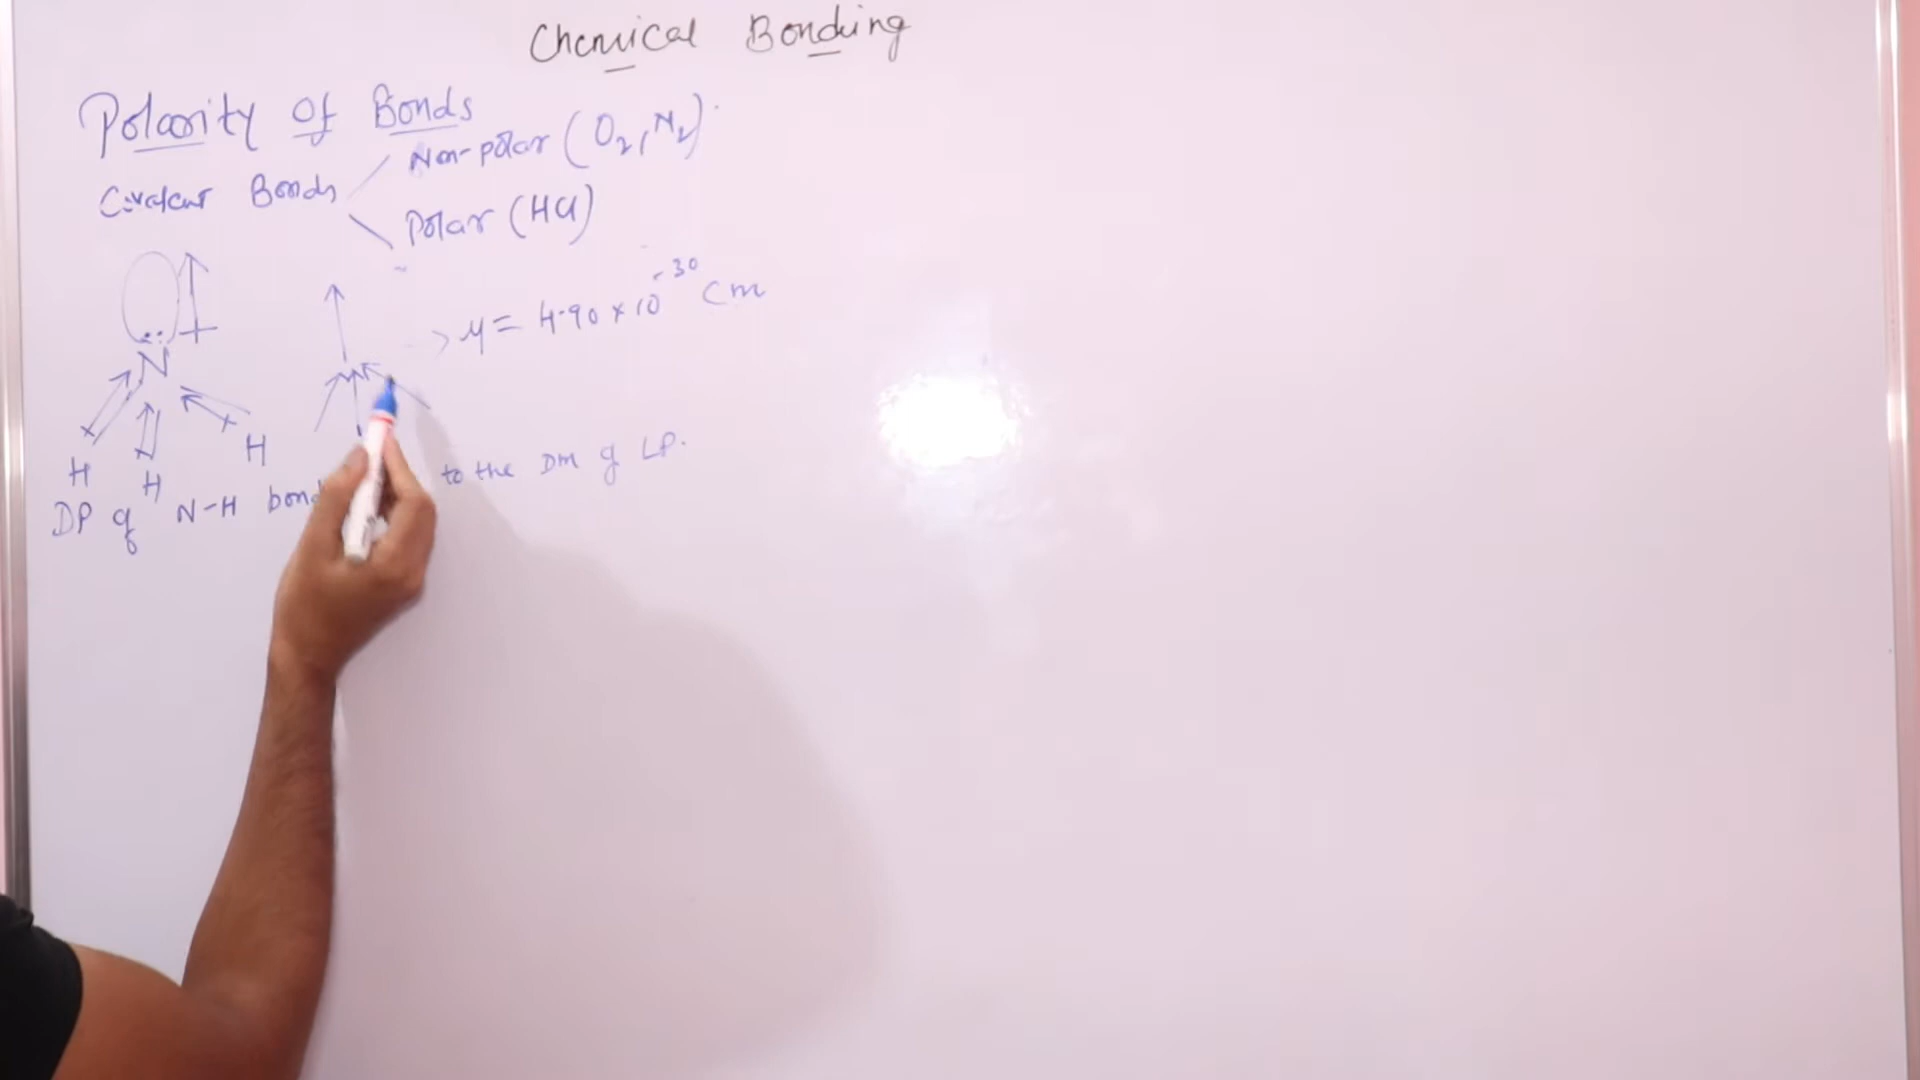 Chemical Bonding
Polarity Of Bonds
Covalent Bonds
Non-polar (O2, N2)
Polar (HCl)
μ = 4.90 x 10-30 Cm
N
H
H
H
DP of N-H bond to the DM of LP.